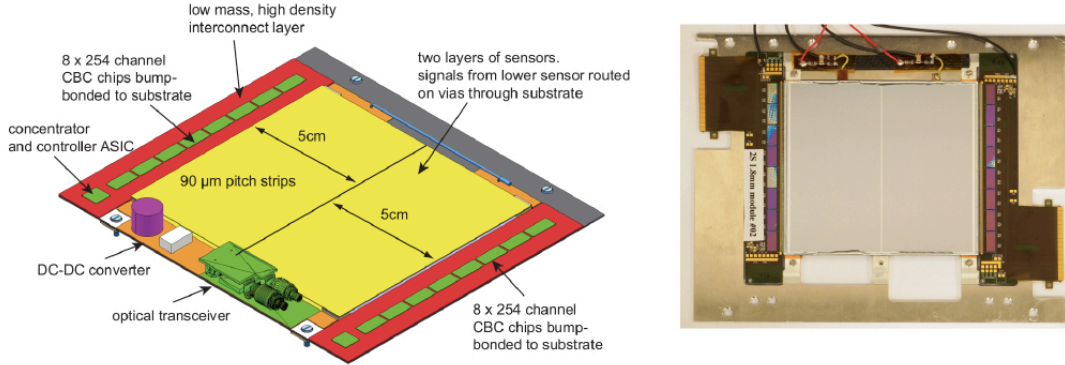 low mass, high density
interconnect layer
8 x 254 channel
CBC chips bump-
bonded to substrate
two layers of sensors.
signals from lower sensor routed
on vias through substrate
concentrator
and controller ASIC
5cm
90 µm pitch strips
5cm
DC-DC converter
optical transceiver
8 x 254 channel
CBC chips bump-
bonded to substrate
2S 1.8mm module #02